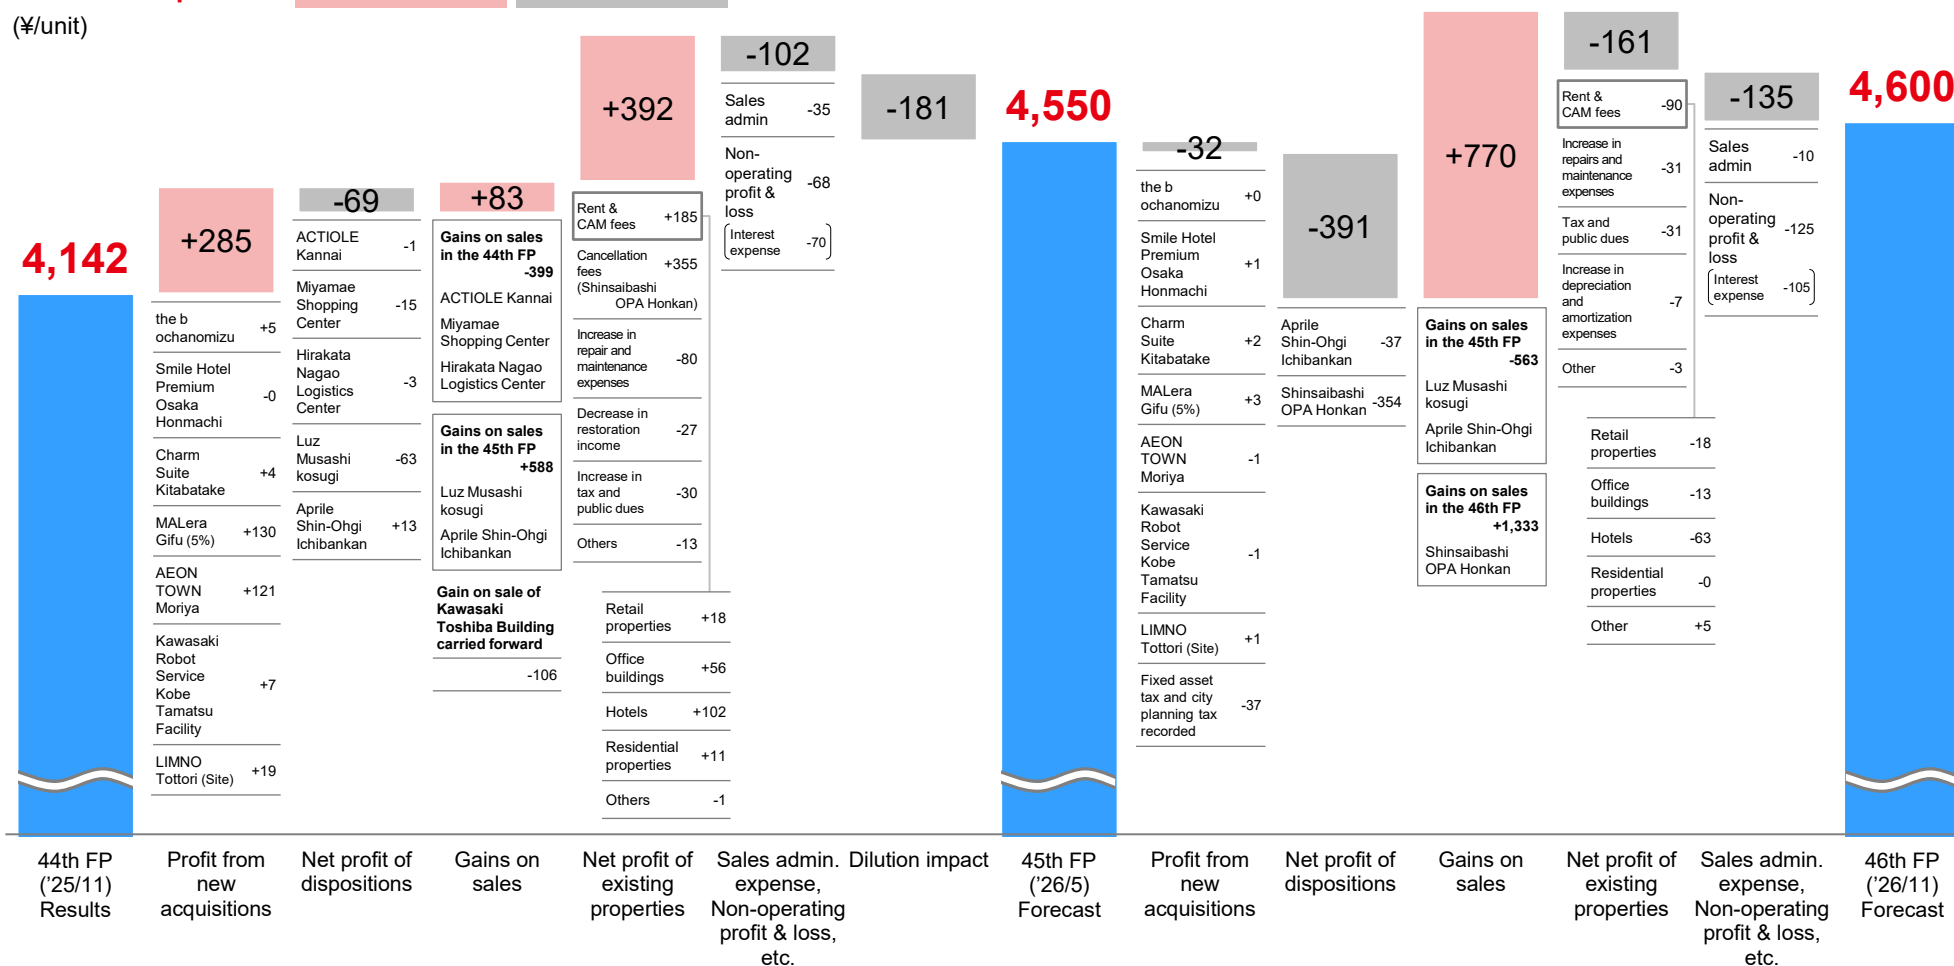 (¥/unit)
4,142
+285
the b
ochanomizu
+5
Smile Hotel
Premium
Osaka
Honmachi
-0
Charm
Suite
Kitabatake
+4
MALera
Gifu (5%)
+130
AEON
TOWN
Moriya
+121
Kawasaki
Robot
Service
Kobe
Tamatsu
Facility
+7
LIMNO
Tottori (Site)
+19
-69
ACTIOLE
Kannai
-1
Miyamae
Shopping
Center
-15
Hirakata
Nagao
Logistics
Center
-3
Luz
Musashi
kosugi
-63
Aprile
Shin-Ohgi
Ichibankan
+13
+83
Gains on sales
in the 44th FP
-399
ACTIOLE Kannai
Miyamae
Shopping Center
Hirakata Nagao
Logistics Center
Gains on sales
in the 45th FP
+588
Luz Musashi
kosugi
Aprile Shin-Ohgi
Ichibankan
Gain on sale of
Kawasaki
Toshiba Building
carried forward
-106
+392
Rent &
CAM fees
+185
Cancellation
fees
(Shinsaibashi
OPA Honkan)
+355
Increase in
repair and
maintenance
expenses
-80
Decrease in
restoration
income
-27
Increase in
tax and
public dues
-30
Others
-13
Retail
properties
+18
Office
buildings
+56
Hotels
+102
Residential
properties
+11
Others
-1
-102
Sales
admin
-35
Non-
operating
profit &
loss
-68
Interest
expense
-70
-181
4,550
-32
the b
ochanomizu
+0
Smile Hotel
Premium
Osaka
Honmachi
+1
Charm
Suite
Kitabatake
+2
MALera
Gifu (5%)
+3
AEON
TOWN
Moriya
-1
Kawasaki
Robot
Service
Kobe
Tamatsu
Facility
-1
LIMNO
Tottori (Site)
+1
Fixed asset
tax and city
planning tax
recorded
-37
-391
Aprile
Shin-Ohgi
Ichibankan
-37
Shinsaibashi
OPA Honkan
-354
+770
Gains on sales
in the 45th FP
-563
Luz Musashi
kosugi
Aprile Shin-Ohgi
Ichibankan
Gains on sales
in the 46th FP
+1,333
Shinsaibashi
OPA Honkan
-161
Rent &
CAM fees
-90
Increase in
repairs and
maintenance
expenses
-31
Tax and
public dues
-31
Increase in
depreciation
and
amortization
expenses
-7
Other
-3
Retail
properties
-18
Office
buildings
-13
Hotels
-63
Residential
properties
-0
Other
+5
-135
Sales
admin
-10
Non-
operating
profit &
loss
-125
Interest
expense
-105
4,600
44th FP
('25/11)
Results
Profit from
new
acquisitions
Net profit of
dispositions
Gains on
sales
Net profit of
existing
properties
Sales admin.
expense,
Non-operating
profit & loss,
etc.
Dilution impact
45th FP
('26/5)
Forecast
Profit from
new
acquisitions
Net profit of
dispositions
Gains on
sales
Net profit of
existing
properties
Sales admin.
expense,
Non-operating
profit & loss,
etc.
46th FP
('26/11)
Forecast